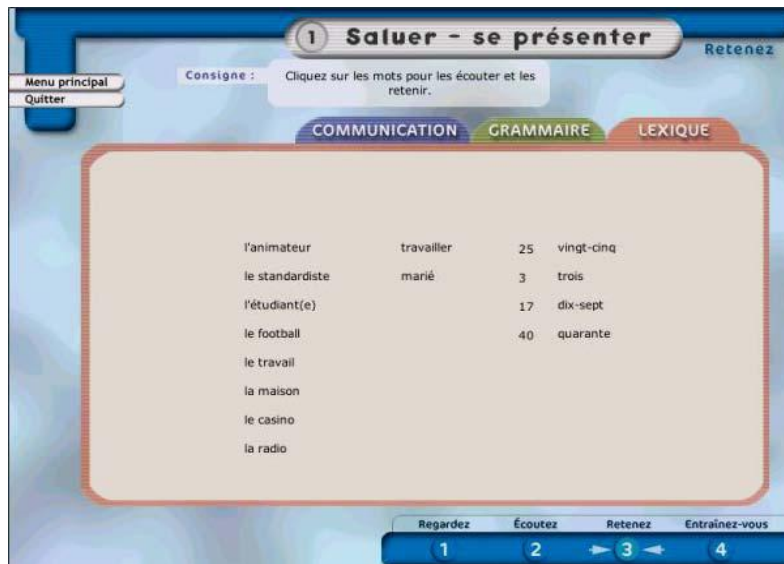 1 Saluer - se présenter
Retenez
Menu principal
Quitter
Consigne :
Cliquez sur les mots pour les écouter et les
retenir.
COMMUNICATION GRAMMAIRE LEXIQUE
l'animateur travailler 25 vingt-cinq
le standardiste marié 3 trois
l'étudiant(e) 17 dix-sept
le football 40 quarante
le travail
la maison
le casino
la radio
Regardez Écoutez Retenez Entraînez-vous
1 2 3 4